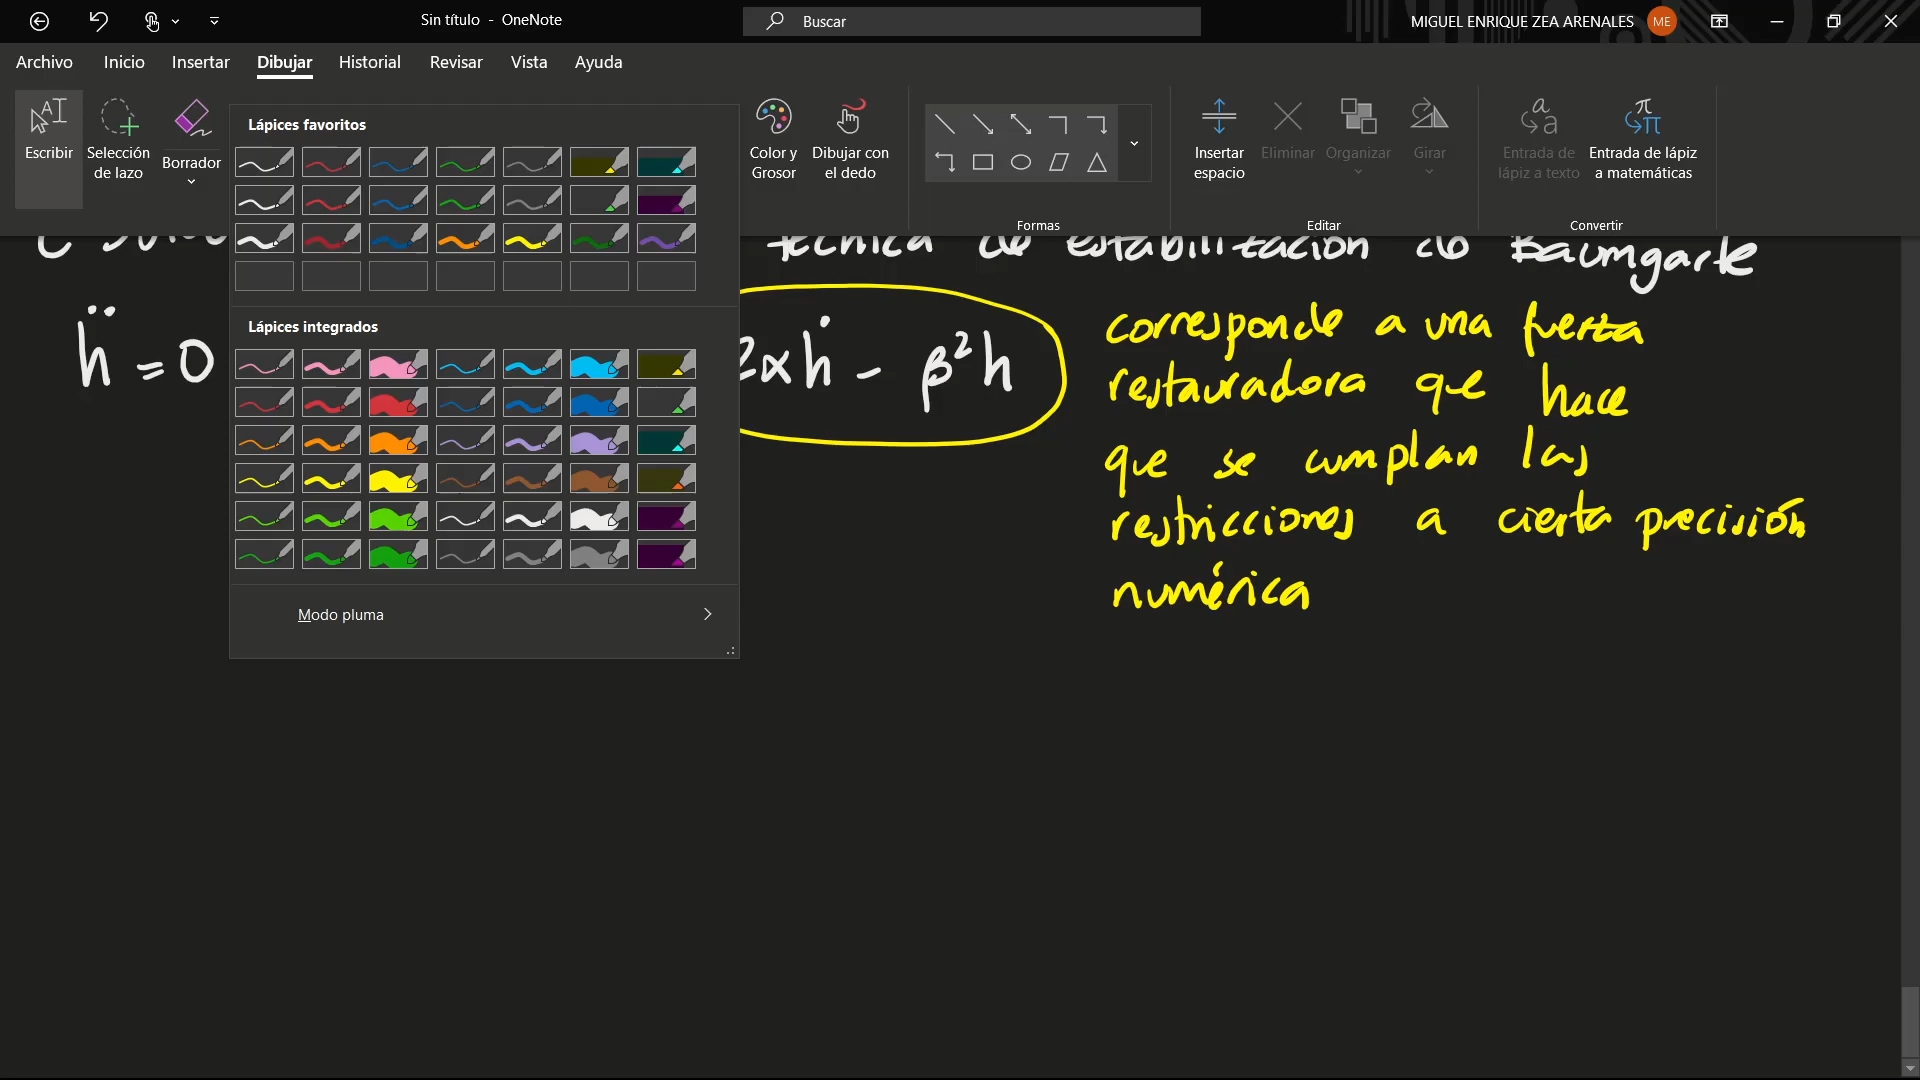 Sin título - OneNote
Buscar
MIGUEL ENRIQUE ZEA ARENALES
ME
Archivo Inicio Insertar Dibujar Historial Revisar Vista Ayuda
Escribir
Selección de lazo
Borrador
Lápices favoritos
Color y Grosor
Dibujar con el dedo
Formas
Insertar espacio
Eliminar
Organizar
Girar
Editar
Entrada de lápiz a texto
Entrada de lápiz a matemáticas
Convertir
técnica de estabilización de Baumgarte
Lápices integrados
Modo pluma
ḧ = 0
2αḣ - β²h
corresponde a una fuerza
restauradora que hace
que se cumplan las
restricciones a cierta precisión
numérica